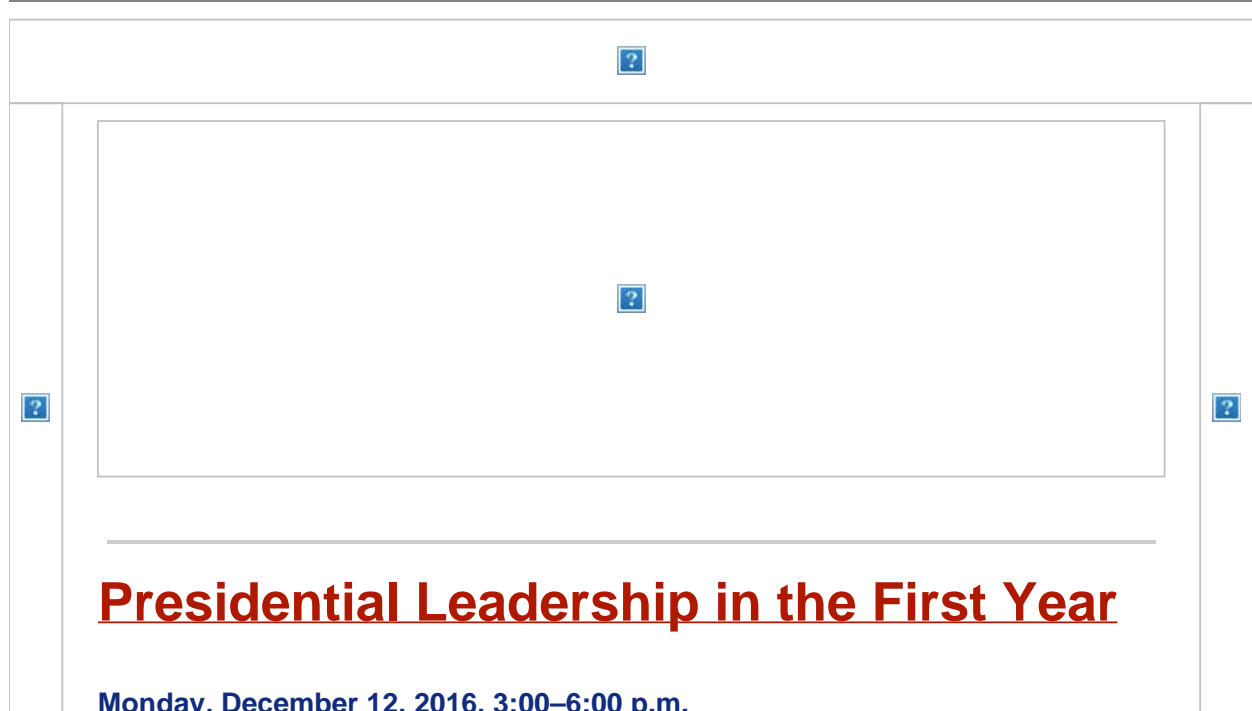 Presidential Leadership in the First Year
Monday, December 12, 2016, 3:00–6:00 p.m.